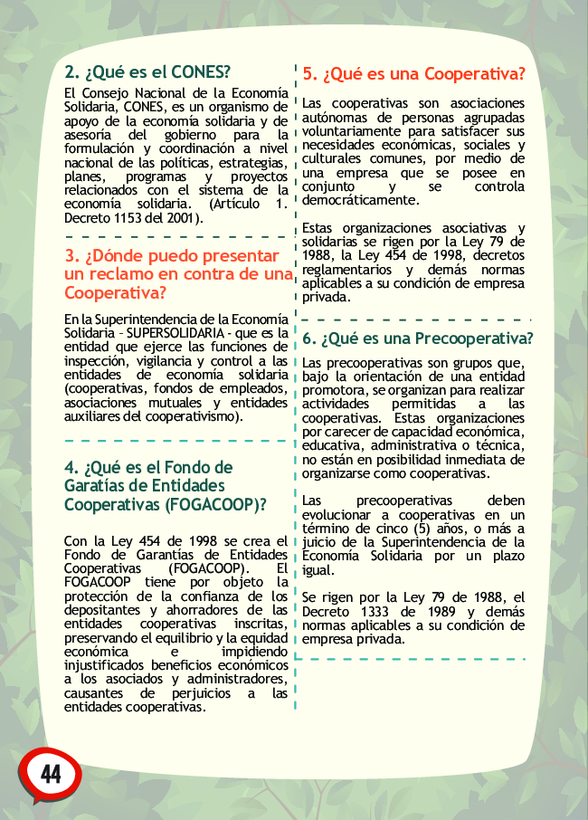 2. ¿Qué es el CONES?
El Consejo Nacional de la Economía
Solidaria, CONES, es un organismo de
apoyo de la economía solidaria y de
asesoría del gobierno para la
formulación y coordinación a nivel
nacional de las políticas, estrategias,
planes, programas y proyectos
relacionados con el sistema de la
economía solidaria. (Artículo 1.
Decreto 1153 del 2001).
3. ¿Dónde puedo presentar
un reclamo en contra de una
Cooperativa?
En la Superintendencia de la Economía
Solidaria – SUPERSOLIDARIA - que es la
entidad que ejerce las funciones de
inspección, vigilancia y control a las
entidades de economía solidaria
(cooperativas, fondos de empleados,
asociaciones mutuales y entidades
auxiliares del cooperativismo).
4. ¿Qué es el Fondo de
Garatías de Entidades
Cooperativas (FOGACOOP)?
Con la Ley 454 de 1998 se crea el
Fondo de Garantías de Entidades
Cooperativas (FOGACOOP). El
FOGACOOP tiene por objeto la
protección de la confianza de los
depositantes y ahorradores de las
entidades cooperativas inscritas,
preservando el equilibrio y la equidad
económica e impidiendo
injustificados beneficios económicos
a los asociados y administradores,
causantes de perjuicios a las
entidades cooperativas.
5. ¿Qué es una Cooperativa?
Las cooperativas son asociaciones
autónomas de personas agrupadas
voluntariamente para satisfacer sus
necesidades económicas, sociales y
culturales comunes, por medio de
una empresa que se posee en
conjunto y se controla
democráticamente.
Estas organizaciones asociativas y
solidarias se rigen por la Ley 79 de
1988, la Ley 454 de 1998, decretos
reglamentarios y demás normas
aplicables a su condición de empresa
privada.
6. ¿Qué es una Precooperativa?
Las precooperativas son grupos que,
bajo la orientación de una entidad
promotora, se organizan para realizar
actividades permitidas a las
cooperativas. Estas organizaciones
por carecer de capacidad económica,
educativa, administrativa o técnica,
no están en posibilidad inmediata de
organizarse como cooperativas.
Las precooperativas deben
evolucionar a cooperativas en un
término de cinco (5) años, o más a
juicio de la Superintendencia de la
Economía Solidaria por un plazo
igual.
Se rigen por la Ley 79 de 1988, el
Decreto 1333 de 1989 y demás
normas aplicables a su condición de
empresa privada.
44